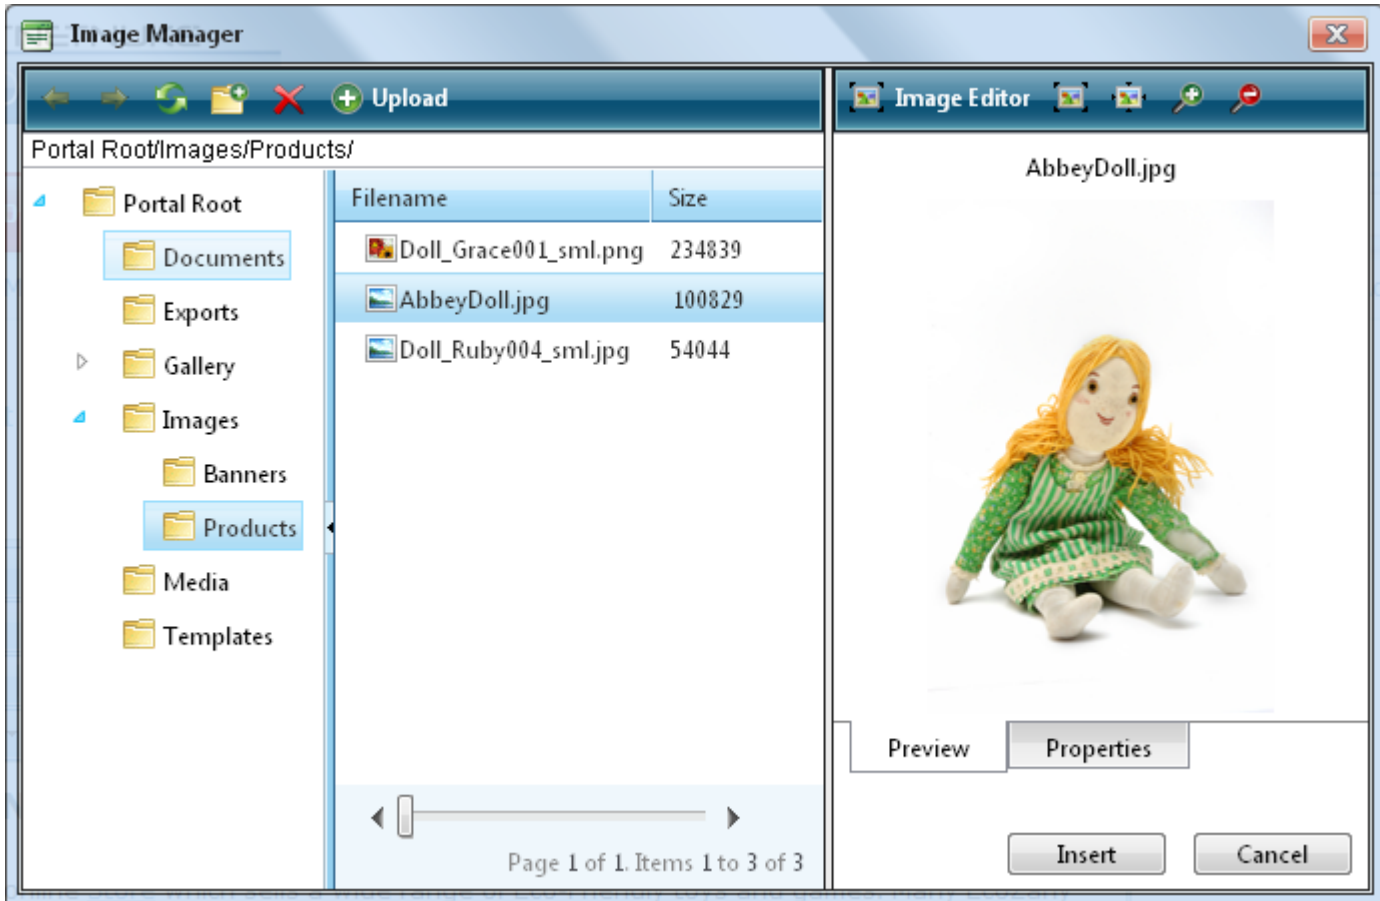 Image Manager
Upload
Image Editor
Portal Root/Images/Products/
AbbeyDoll.jpg
Portal Root
Documents
Exports
Gallery
Images
Banners
Products
Media
Templates
Filename Size
Doll_Grace001_sml.png 234839
AbbeyDoll.jpg 100829
Doll_Ruby004_sml.jpg 54044
Preview Properties
Page 1 of 1. Items 1 to 3 of 3
Insert Cancel